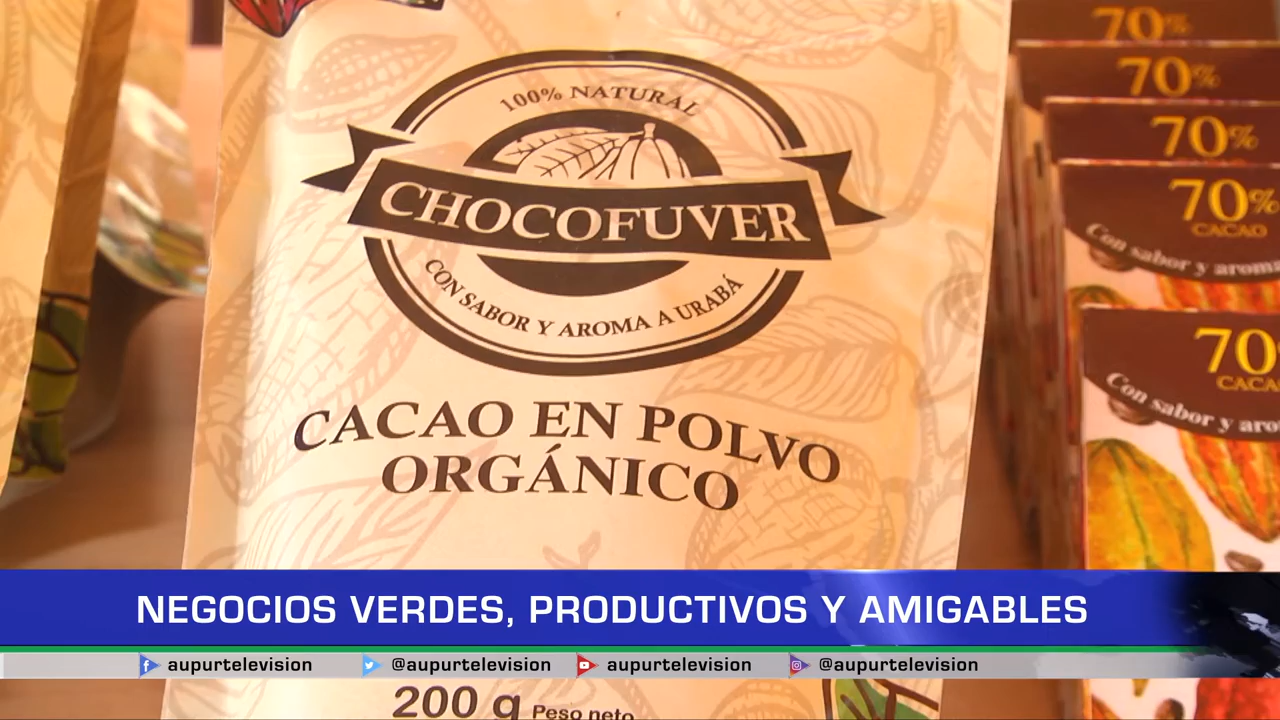 100% NATURAL
CHOCOFUVER
CON SABOR Y AROMA A URABÁ
CACAO EN POLVO
ORGÁNICO
200 g Peso neto
70%
70%
70%
70%
CACAO
Con sabor y aroma
70
CACA
Con sabor y aro
NEGOCIOS VERDES, PRODUCTIVOS Y AMIGABLES
aupurtelevision
@aupurtelevision
aupurtelevision
@aupurtelevision